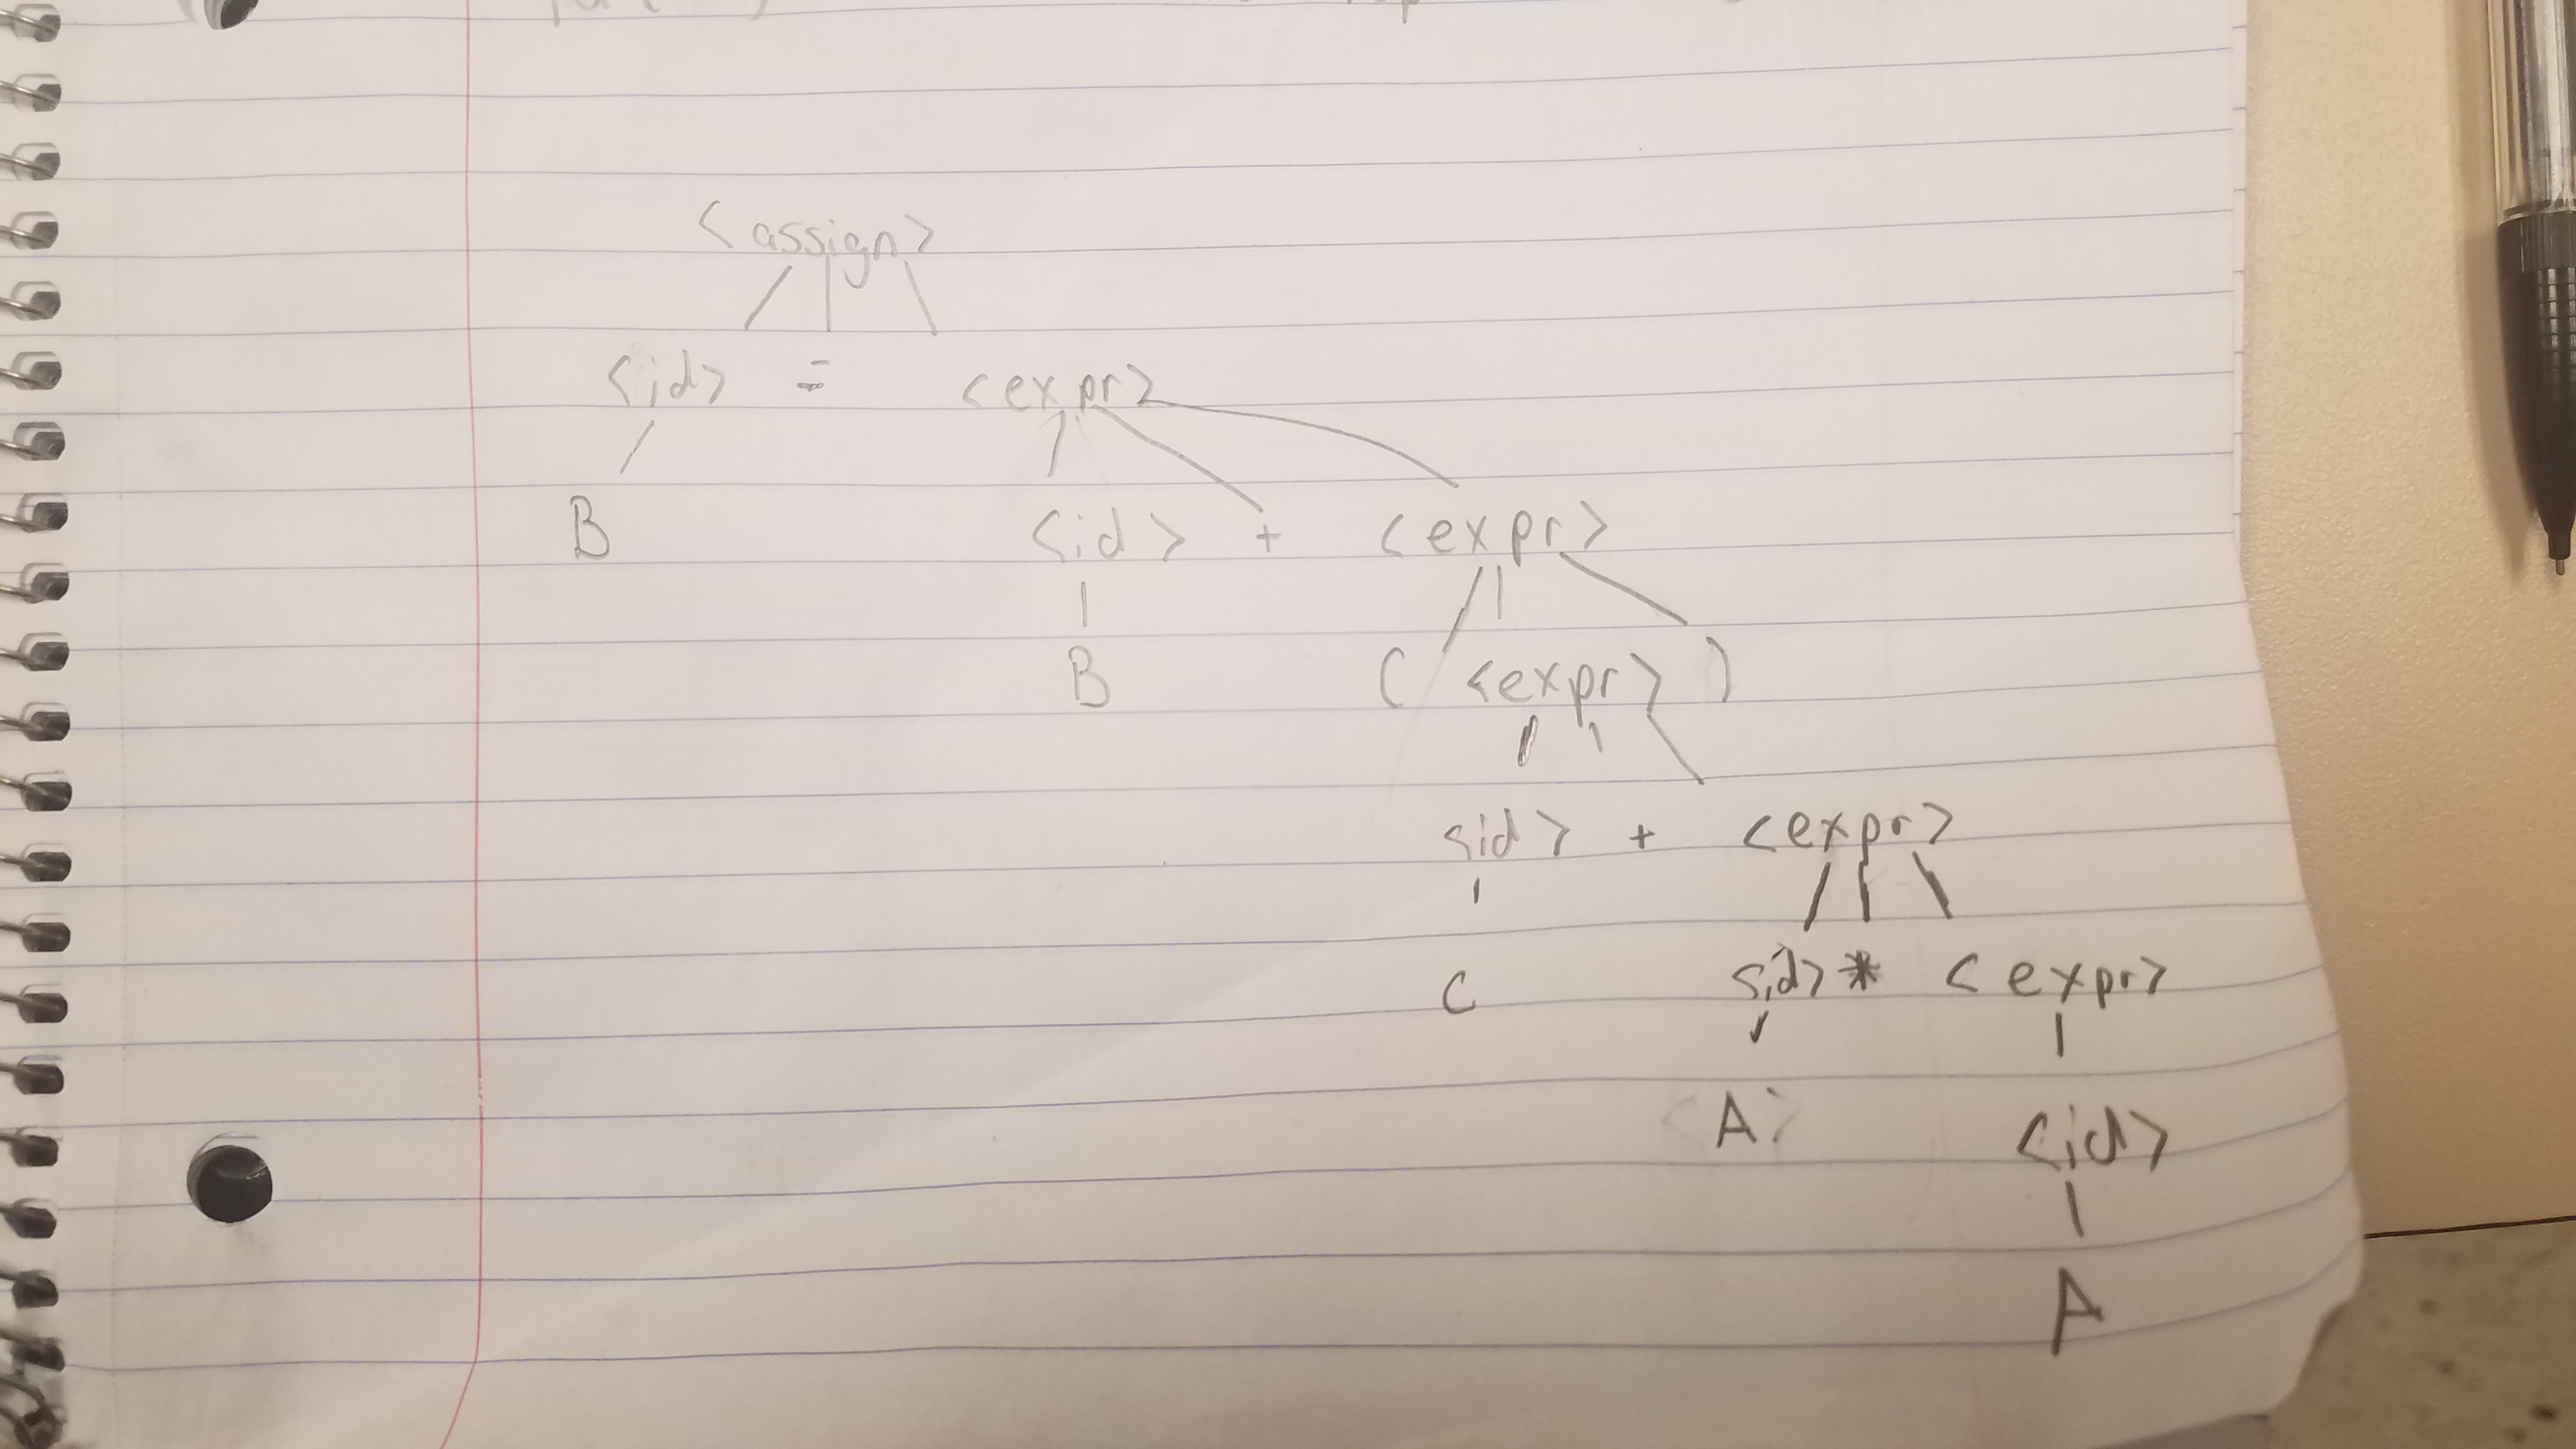 <assign>
<id> = <expr>
B <id> + <expr>
B ( <expr> )
<id> + <expr>
C <id> * <expr>
<A> <id>
A